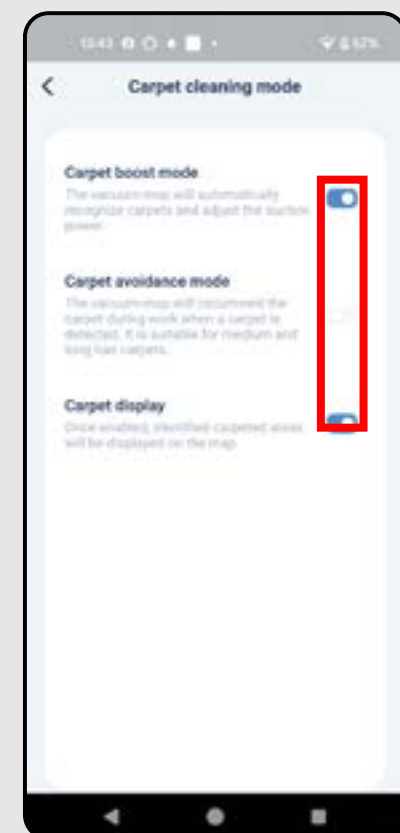 Carpet cleaning mode
Carpet boost mode
The vacuum-mop will automatically
recognize carpets and adjust the suction
power.
Carpet avoidance mode
The vacuum-mop will circumvent the
carpet during work when a carpet is
detected. It is suitable for medium and
long hair carpets.
Carpet display
Once enabled, identified carpeted areas
will be displayed on the map.